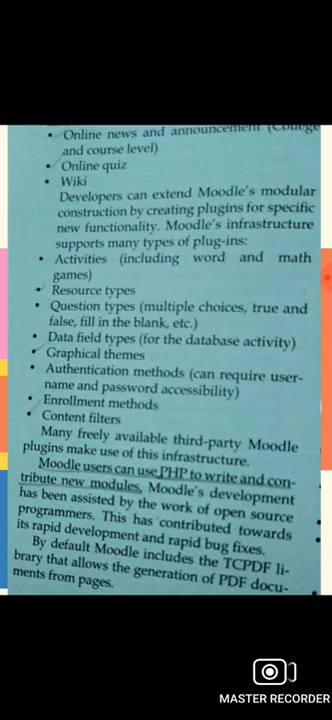 • Online news and announcement (College
and course level)
• Online quiz
• Wiki
Developers can extend Moodle's modular
construction by creating plugins for specific
new functionality. Moodle's infrastructure
supports many types of plug-ins:
• Activities (including word and math
games)
• Resource types
• Question types (multiple choices, true and
false, fill in the blank, etc.)
• Data field types (for the database activity)
• Graphical themes
• Authentication methods (can require user-
name and password accessibility)
• Enrollment methods
• Content filters
Many freely available third-party Moodle
plugins make use of this infrastructure.
Moodle users can use PHP to write and con-
tribute new modules. Moodle's development
has been assisted by the work of open source
programmers. This has contributed towards
its rapid development and rapid bug fixes.
By default Moodle includes the TCPDF li-
brary that allows the generation of PDF docu-
ments from pages.
MASTER RECORDER